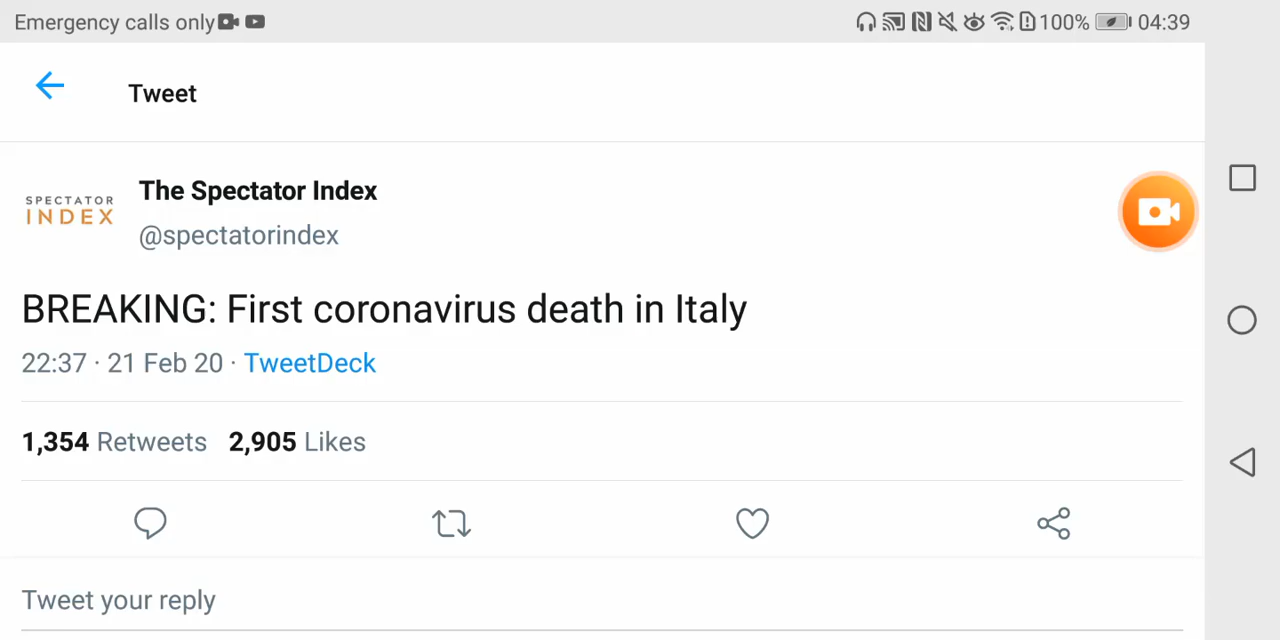 Emergency calls only 100% 04:39
Tweet
SPECTATOR
INDEX
The Spectator Index
@spectatorindex
BREAKING: First coronavirus death in Italy
22:37 · 21 Feb 20 · TweetDeck
1,354 Retweets 2,905 Likes
Tweet your reply